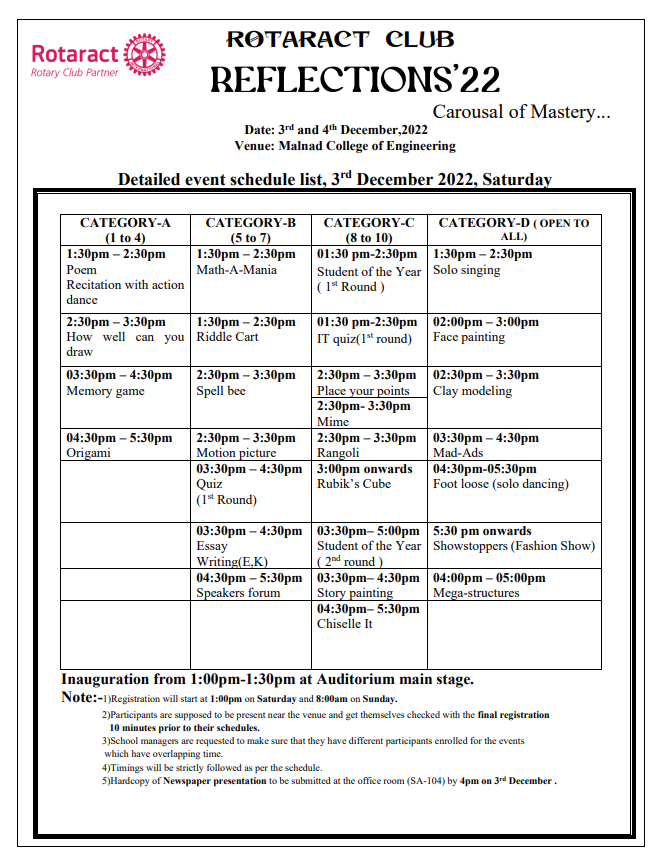 Rotaract
Rotary Club Partner
ROTARACT CLUB
REFLECTIONS'22
Carousal of Mastery...
Date: 3rd and 4th December,2022
Venue: Malnad College of Engineering
Detailed event schedule list, 3rd December 2022, Saturday
CATEGORY-A
(1 to 4)
CATEGORY-B
(5 to 7)
CATEGORY-C
(8 to 10)
CATEGORY-D ( OPEN TO
ALL)
1:30pm – 2:30pm
Poem
Recitation with action
dance
1:30pm – 2:30pm
Math-A-Mania
01:30 pm-2:30pm
Student of the Year
( 1st Round )
1:30pm – 2:30pm
Solo singing
2:30pm – 3:30pm
How well can you
draw
1:30pm – 2:30pm
Riddle Cart
01:30 pm-2:30pm
IT quiz(1st round)
02:00pm – 3:00pm
Face painting
03:30pm – 4:30pm
Memory game
2:30pm – 3:30pm
Spell bee
2:30pm – 3:30pm
Place your points
2:30pm- 3:30pm
Mime
02:30pm – 3:30pm
Clay modeling
04:30pm – 5:30pm
Origami
2:30pm – 3:30pm
Motion picture
2:30pm – 3:30pm
Rangoli
03:30pm – 4:30pm
Mad-Ads
03:30pm – 4:30pm
Quiz
(1st Round)
3:00pm onwards
Rubik's Cube
04:30pm-05:30pm
Foot loose (solo dancing)
03:30pm – 4:30pm
Essay
Writing(E,K)
03:30pm– 5:00pm
Student of the Year
( 2nd round )
5:30 pm onwards
Showstoppers (Fashion Show)
04:30pm – 5:30pm
Speakers forum
03:30pm– 4:30pm
Story painting
04:00pm – 05:00pm
Mega-structures
04:30pm– 5:30pm
Chiselle It
Inauguration from 1:00pm-1:30pm at Auditorium main stage.
Note:-1)Registration will start at 1:00pm on Saturday and 8:00am on Sunday.
2)Participants are supposed to be present near the venue and get themselves checked with the final registration
10 minutes prior to their schedules.
3)School managers are requested to make sure that they have different participants enrolled for the events
which have overlapping time.
4)Timings will be strictly followed as per the schedule.
5)Hardcopy of Newspaper presentation to be submitted at the office room (SA-104) by 4pm on 3rd December .